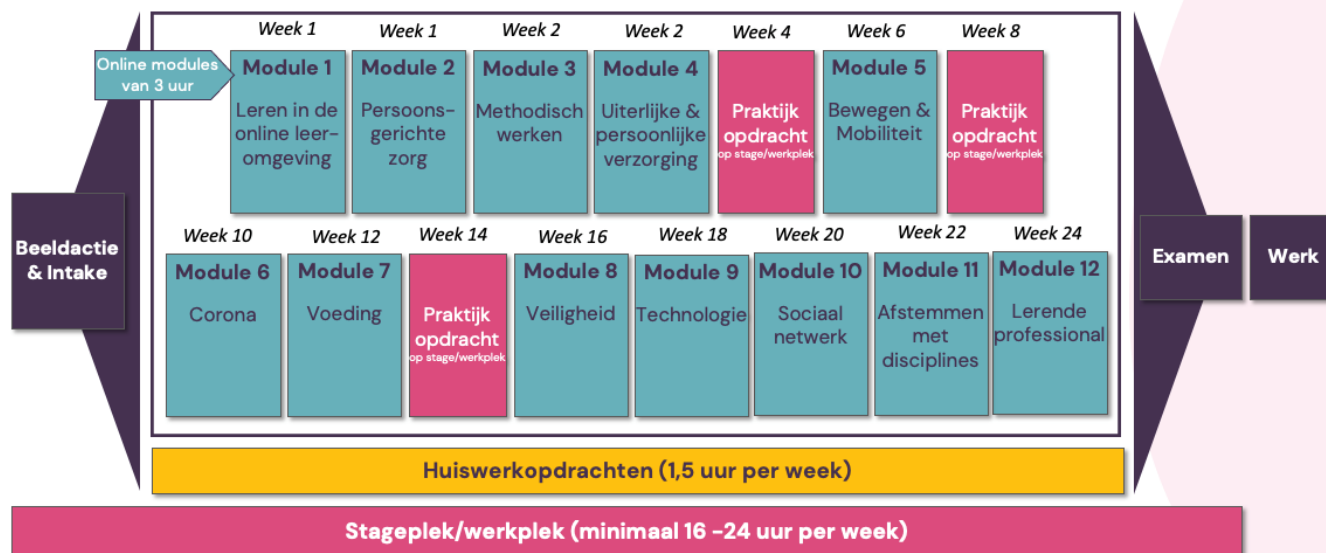 Week 1
Week 1
Week 2
Week 2
Week 4
Week 6
Week 8
Online modules
van 3 uur
Module 1
Leren in de
online leer-
omgeving
Module 2
Persoons-
gerichte
zorg
Module 3
Methodisch
werken
Module 4
Uiterlijke &
persoonlijke
verzorging
Praktijk
opdracht
op stage/werkplek
Module 5
Bewegen &
Mobiliteit
Praktijk
opdracht
op stage/werkplek
Beeldactie
& Intake
Week 10
Week 12
Week 14
Week 16
Week 18
Week 20
Week 22
Week 24
Module 6
Corona
Module 7
Voeding
Praktijk
opdracht
op stage/werkplek
Module 8
Veiligheid
Module 9
Technologie
Module 10
Sociaal
netwerk
Module 11
Afstemmen
met
disciplines
Module 12
Lerende
professional
Examen
Werk
Huiswerkopdrachten (1,5 uur per week)
Stageplek/werkplek (minimaal 16 -24 uur per week)